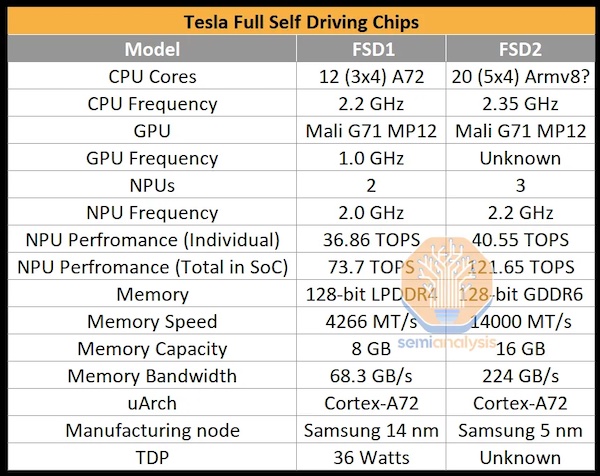 Tesla Full Self Driving Chips
Model FSD1 FSD2
CPU Cores 12 (3x4) A72 20 (5x4) Armv8?
CPU Frequency 2.2 GHz 2.35 GHz
GPU Mali G71 MP12 Mali G71 MP12
GPU Frequency 1.0 GHz Unknown
NPUs 2 3
NPU Frequency 2.0 GHz 2.2 GHz
NPU Perfromance (Individual) 36.86 TOPS 40.55 TOPS
NPU Perfromance (Total in SoC) 73.7 TOPS 121.65 TOPS
Memory 128-bit LPDDR4 128-bit GDDR6
Memory Speed 4266 MT/s 14000 MT/s
semianalysis
Memory Capacity 8 GB 16 GB
Memory Bandwidth 68.3 GB/s 224 GB/s
uArch Cortex-A72 Cortex-A72
Manufacturing node Samsung 14 nm Samsung 5 nm
TDP 36 Watts Unknown